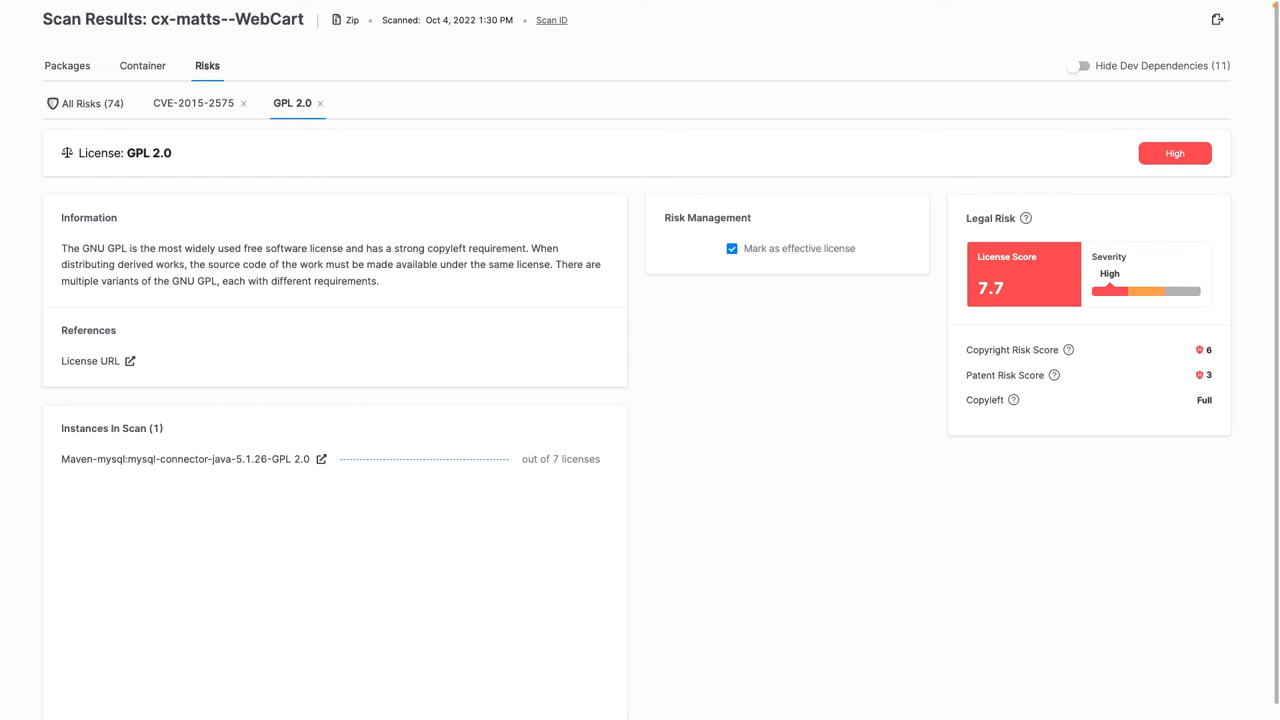 Scan Results: cx-matts--WebCart
Zip
Scanned: Oct 4, 2022 1:30 PM
Scan ID
Packages
Container
Risks
Hide Dev Dependencies (11)
All Risks (74)
CVE-2015-2575
GPL 2.0
License: GPL 2.0
High
Information
The GNU GPL is the most widely used free software license and has a strong copyleft requirement. When
distributing derived works, the source code of the work must be made available under the same license. There are
multiple variants of the GNU GPL, each with different requirements.
References
License URL
Instances In Scan (1)
Maven-mysql:mysql-connector-java-5.1.26-GPL 2.0
out of 7 licenses
Risk Management
Mark as effective license
Legal Risk
License Score
7.7
Severity
High
Copyright Risk Score
6
Patent Risk Score
3
Copyleft
Full